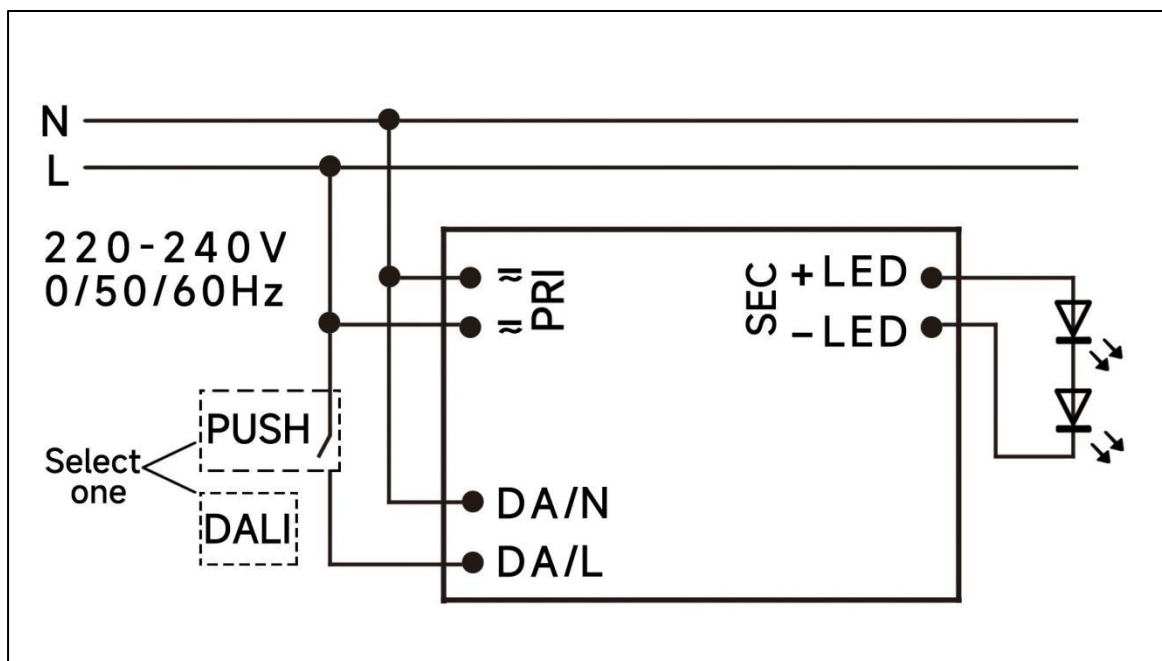 N
L
220-240V
0/50/60Hz
PRI
SEC
+LED
-LED
PUSH
Select
one
DALI
DA/N
DA/L